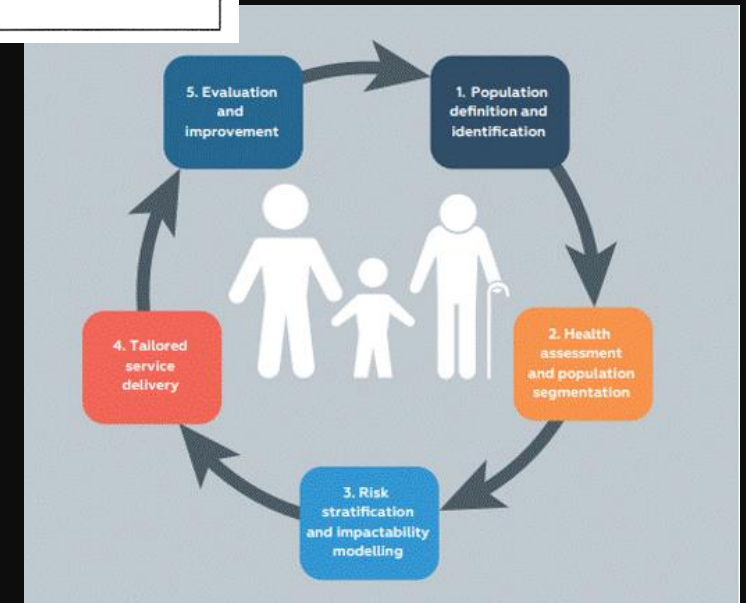 1. Population
definition and
identification
2. Health
assessment
and population
segmentation
3. Risk
stratification
and impactability
modelling
4. Tailored
service
delivery
5. Evaluation
and
improvement